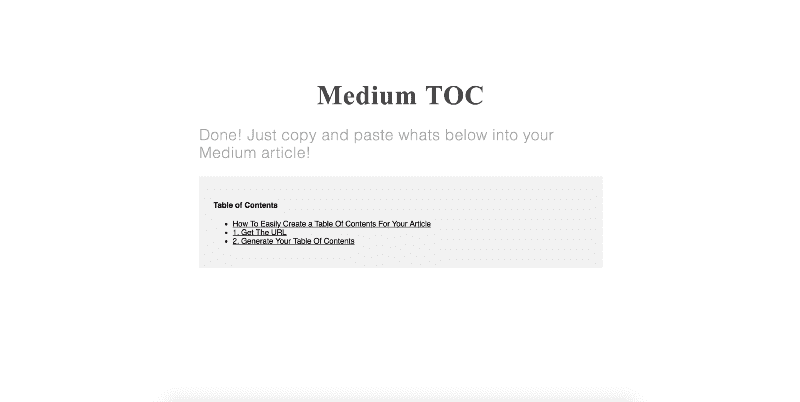 Medium TOC
Done! Just copy and paste whats below into your
Medium article!
Table of Contents
• How To Easily Create a Table Of Contents For Your Article
• 1. Get The URL
• 2. Generate Your Table Of Contents